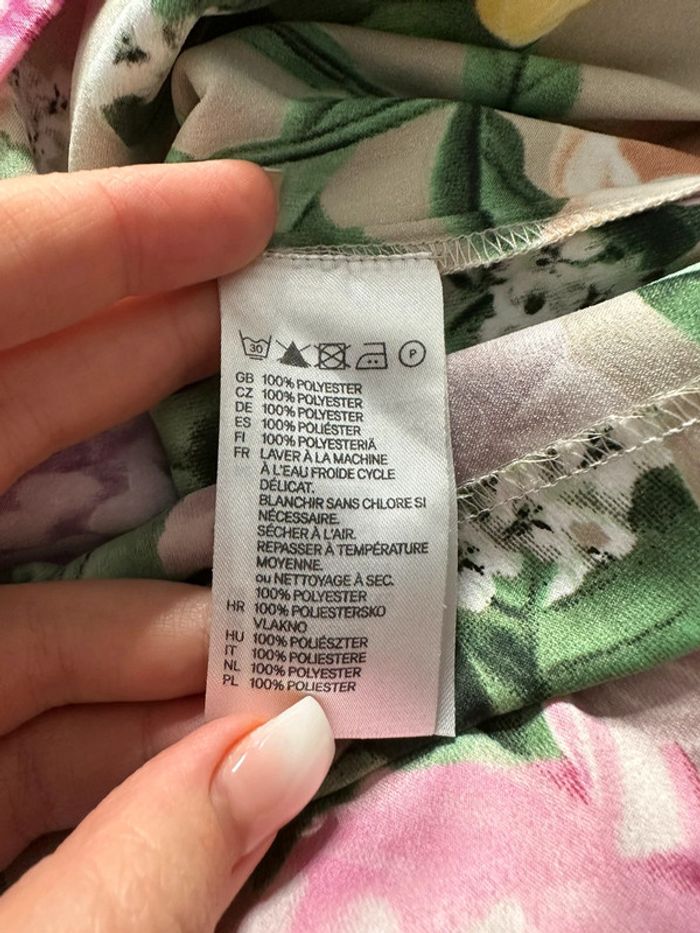 30 P
GB 100% POLYESTER
CZ 100% POLYESTER
DE 100% POLYESTER
ES 100% POLIÉSTER
FI 100% POLYESTERIÄ
FR LAVER À LA MACHINE
À L'EAU FROIDE CYCLE
DÉLICAT.
BLANCHIR SANS CHLORE SI
NÉCESSAIRE.
SÉCHER À L'AIR.
REPASSER À TEMPÉRATURE
MOYENNE.
ou NETTOYAGE À SEC.
100% POLYESTER
HR 100% POLIESTERSKO
VLAKNO
HU 100% POLIÉSZTER
IT 100% POLIESTERE
NL 100% POLYESTER
PL 100% POLIESTER